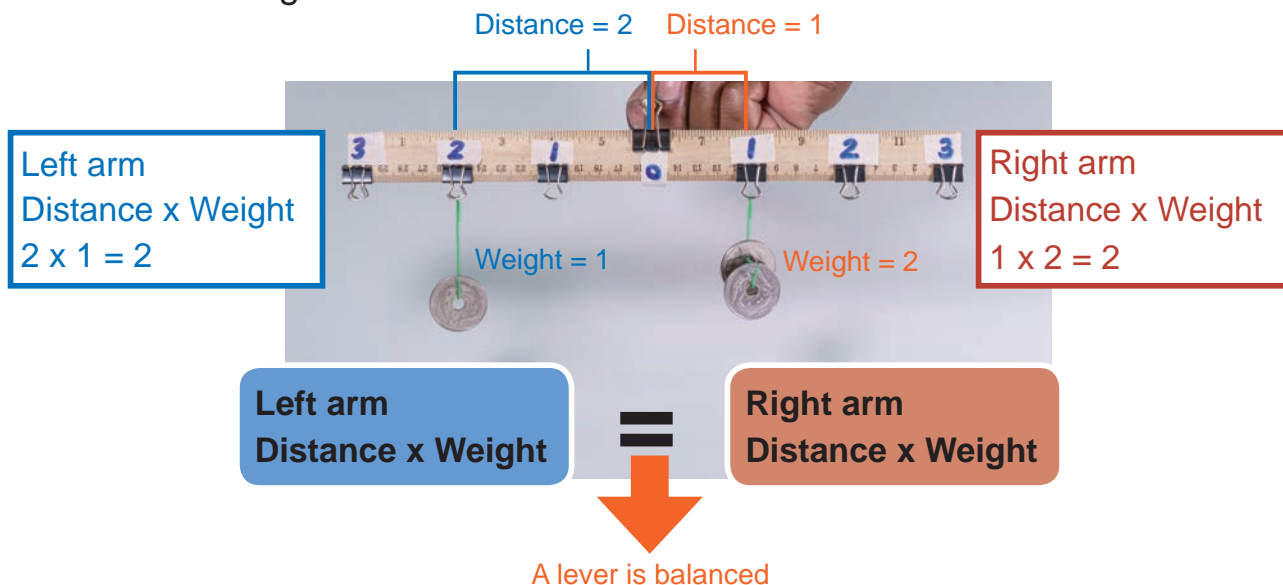 Distance = 2 Distance = 1
Left arm
Distance x Weight
2 x 1 = 2
3 2 1 0 1 2 3
Right arm
Distance x Weight
1 x 2 = 2
Weight = 1 Weight = 2
Left arm
Distance x Weight
=
Right arm
Distance x Weight
A lever is balanced